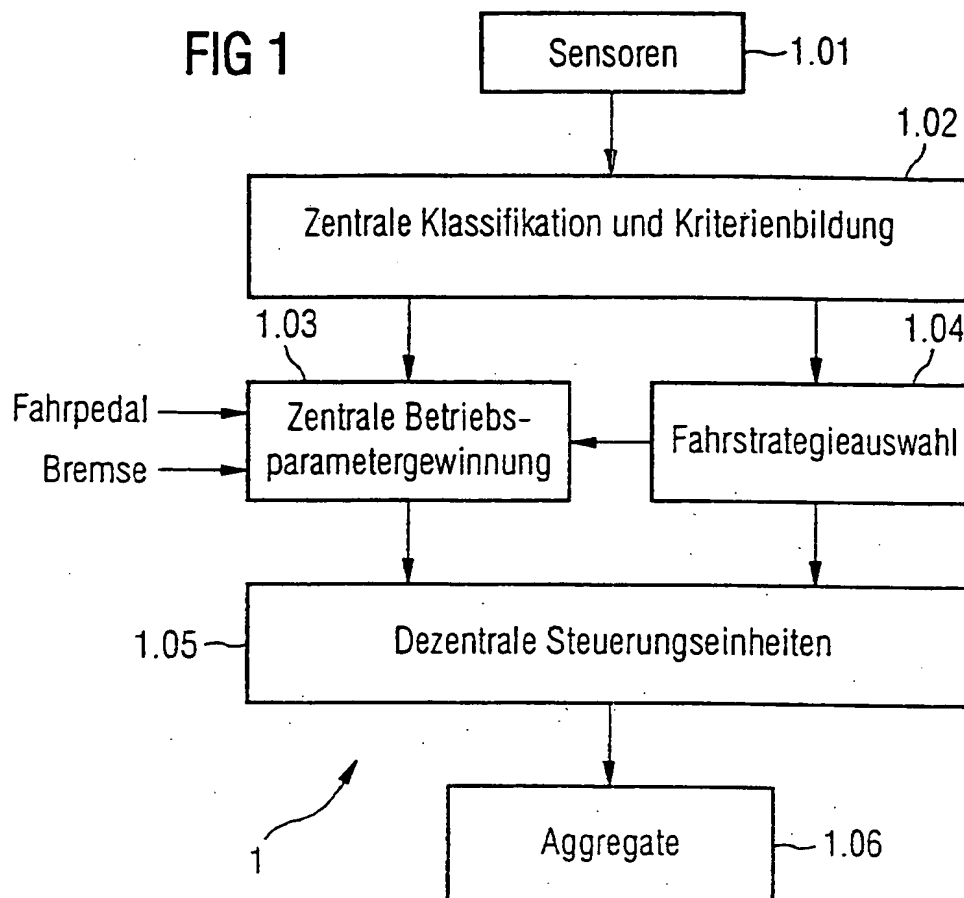 FIG 1
Sensoren
1.01
1.02
Zentrale Klassifikation und Kriterienbildung
1.03
1.04
Fahrpedal
Bremse
Zentrale Betriebs-
parametergewinnung
Fahrstrategieauswahl
1.05
Dezentrale Steuerungseinheiten
1
Aggregate
1.06